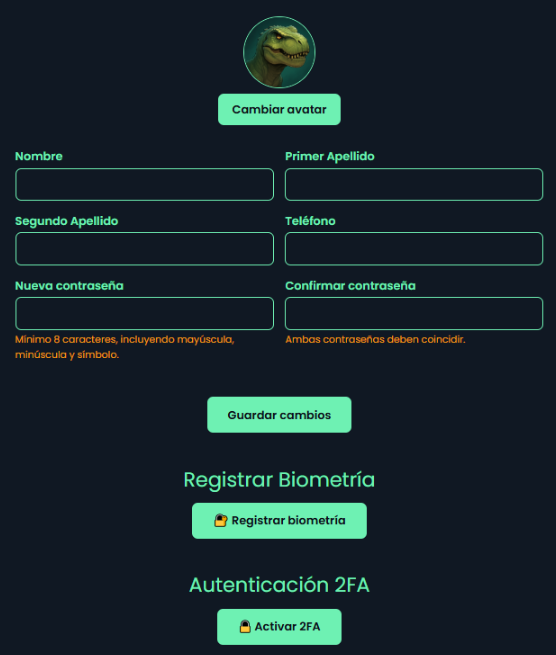 Cambiar avatar
Nombre
Primer Apellido
Segundo Apellido
Teléfono
Nueva contraseña
Confirmar contraseña
Mínimo 8 caracteres, incluyendo mayúscula,
minúscula y símbolo.
Ambas contraseñas deben coincidir.
Guardar cambios
Registrar Biometría
Registrar biometría
Autenticación 2FA
Activar 2FA